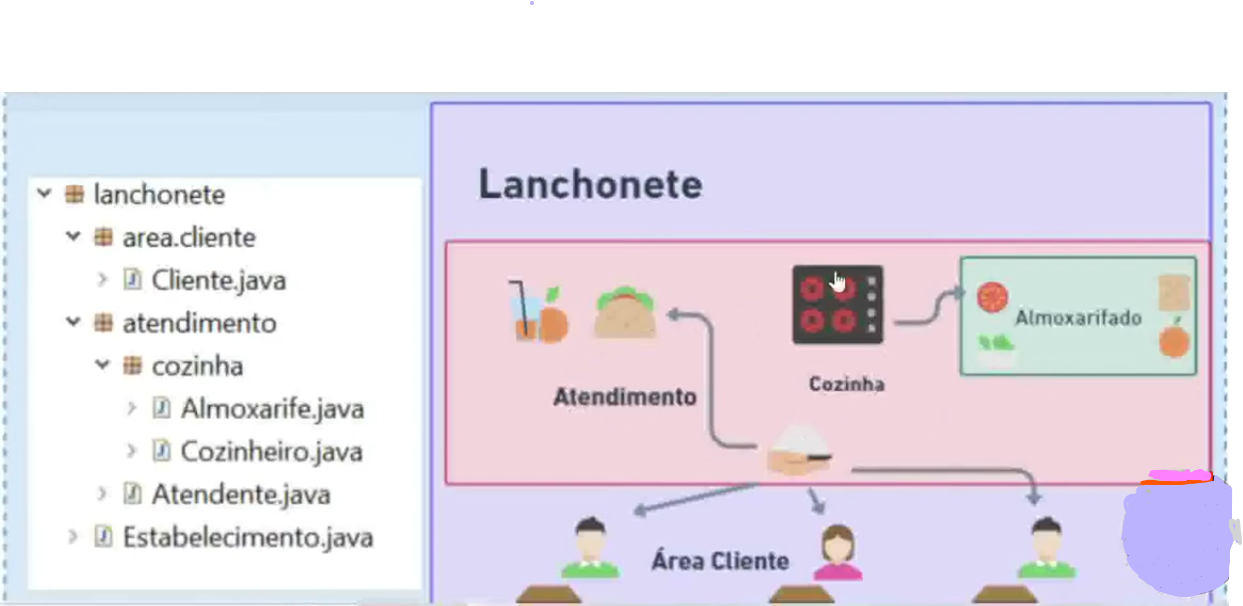 lanchonete
area.cliente
Cliente.java
atendimento
cozinha
Almoxarife.java
Cozinheiro.java
Atendente.java
Estabelecimento.java
Lanchonete
Almoxarifado
Cozinha
Atendimento
Área Cliente